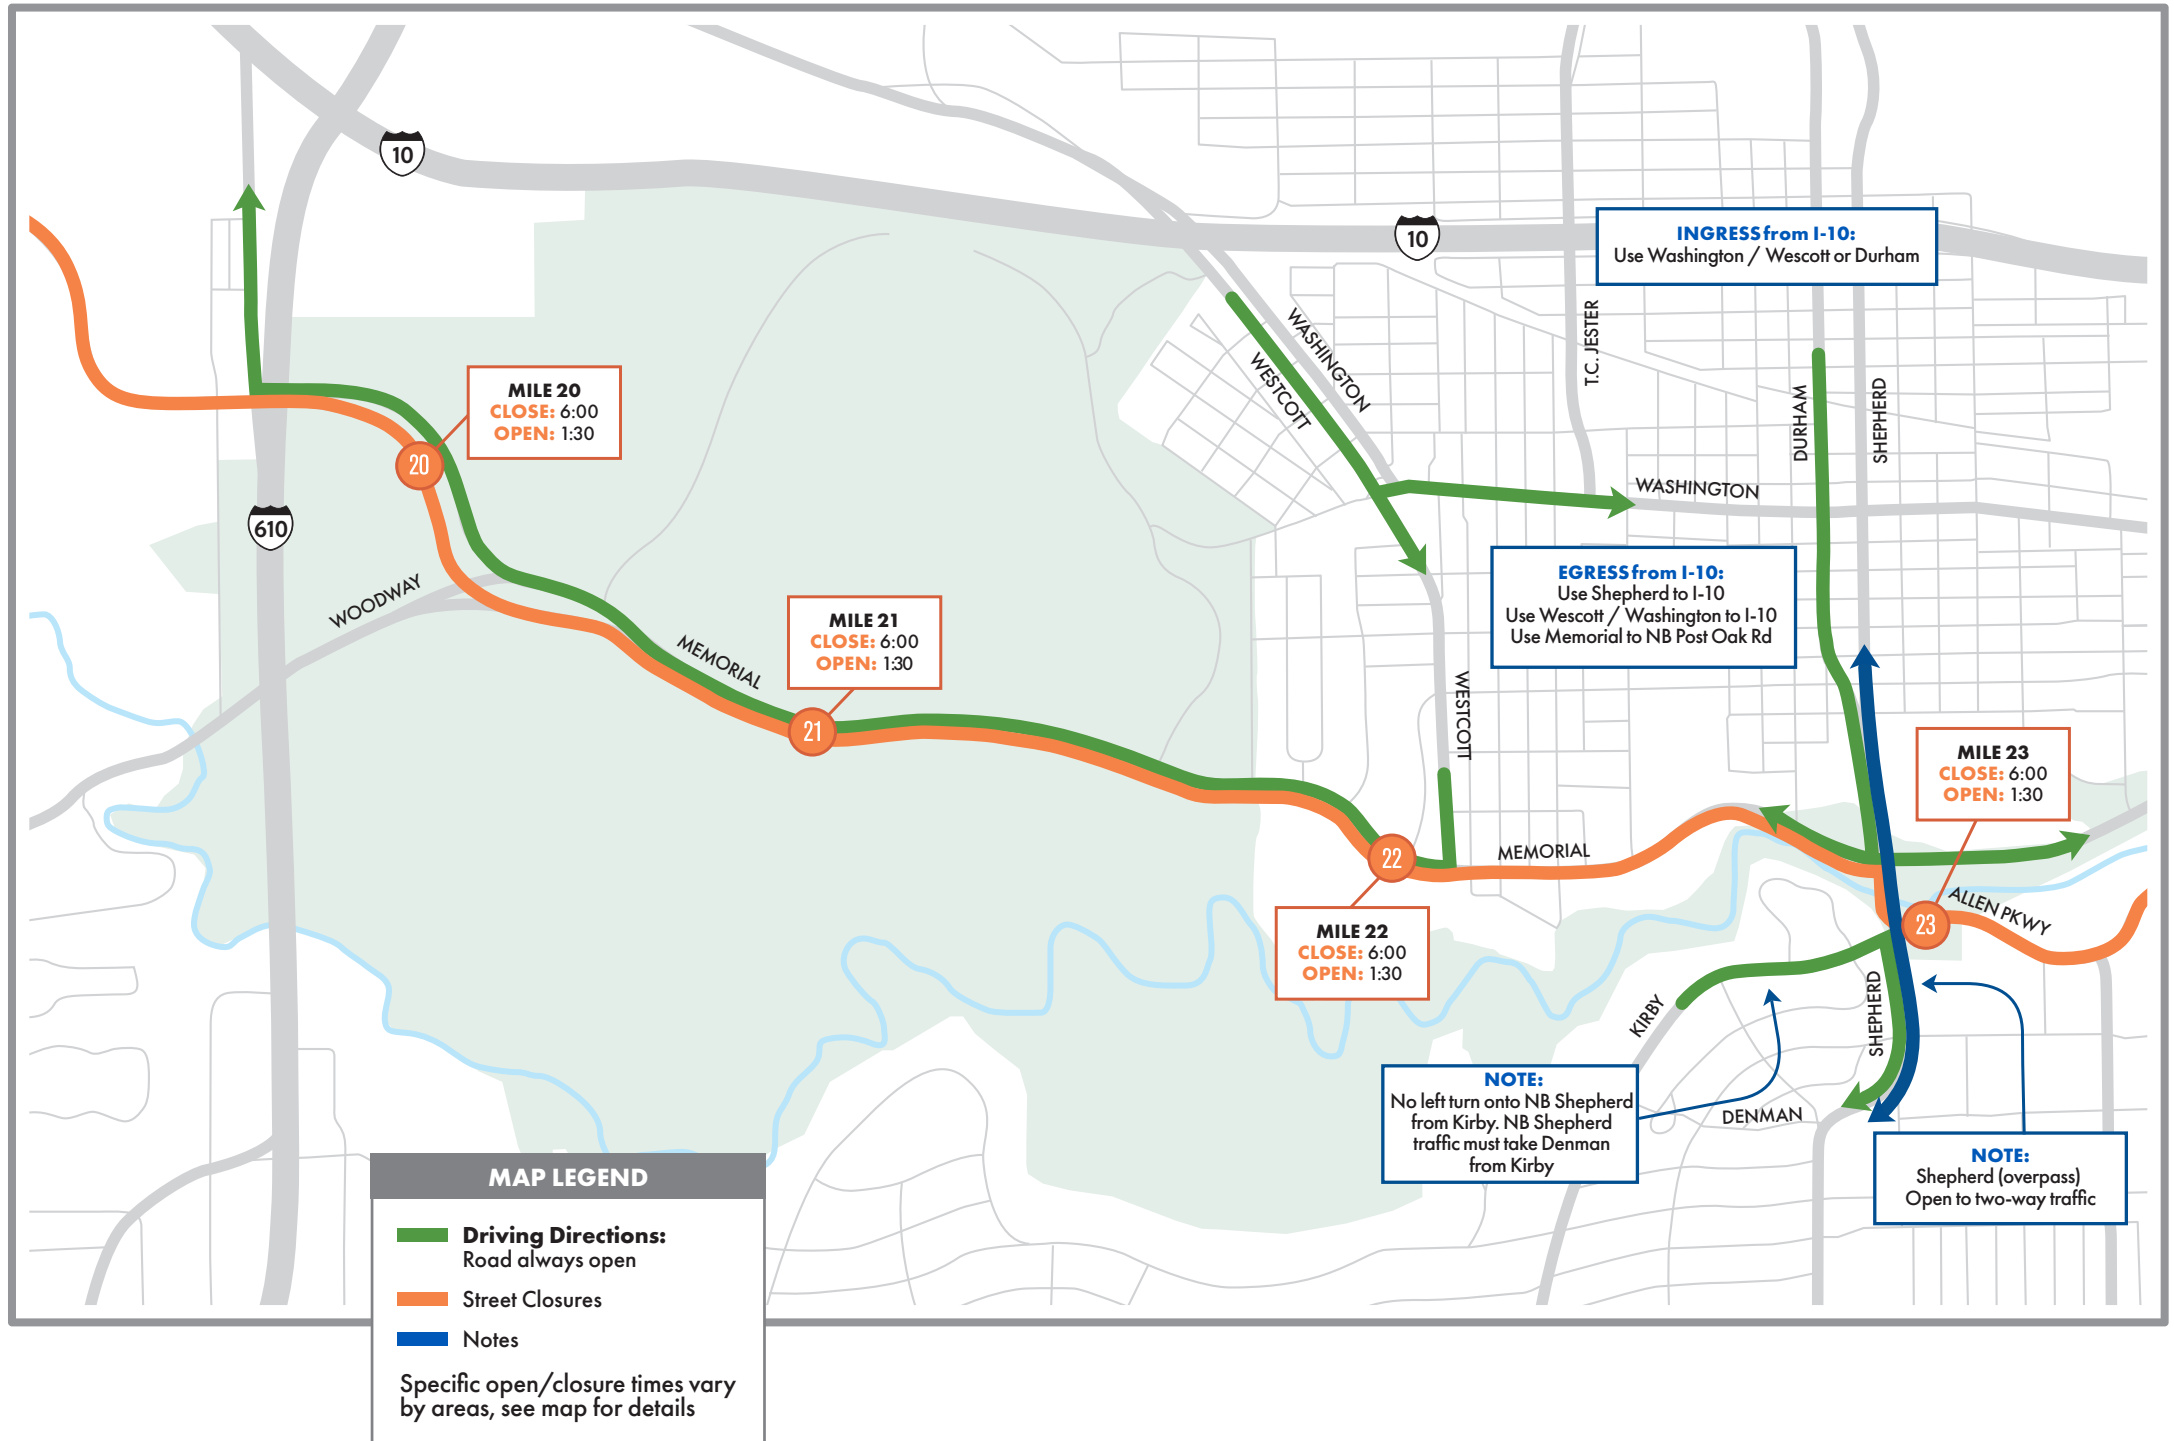 10
10
INGRESS from I-10:
Use Washington / Wescott or Durham
T.C. JESTER
WASHINGTON
WESTCOTT
MILE 20
CLOSE: 6:00
OPEN: 1:30
20
DURHAM
SHEPHERD
WASHINGTON
610
EGRESS from I-10:
Use Shepherd to I-10
Use Wescott / Washington to I-10
Use Memorial to NB Post Oak Rd
WOODWAY
MILE 21
CLOSE: 6:00
OPEN: 1:30
MEMORIAL
21
WESTCOTT
MILE 23
CLOSE: 6:00
OPEN: 1:30
22
MEMORIAL
23
ALLEN PKWY
MILE 22
CLOSE: 6:00
OPEN: 1:30
KIRBY
SHEPHERD
NOTE:
No left turn onto NB Shepherd
from Kirby. NB Shepherd
traffic must take Denman
from Kirby
DENMAN
NOTE:
Shepherd (overpass)
Open to two-way traffic
MAP LEGEND
Driving Directions:
Road always open
Street Closures
Notes
Specific open/closure times vary
by areas, see map for details